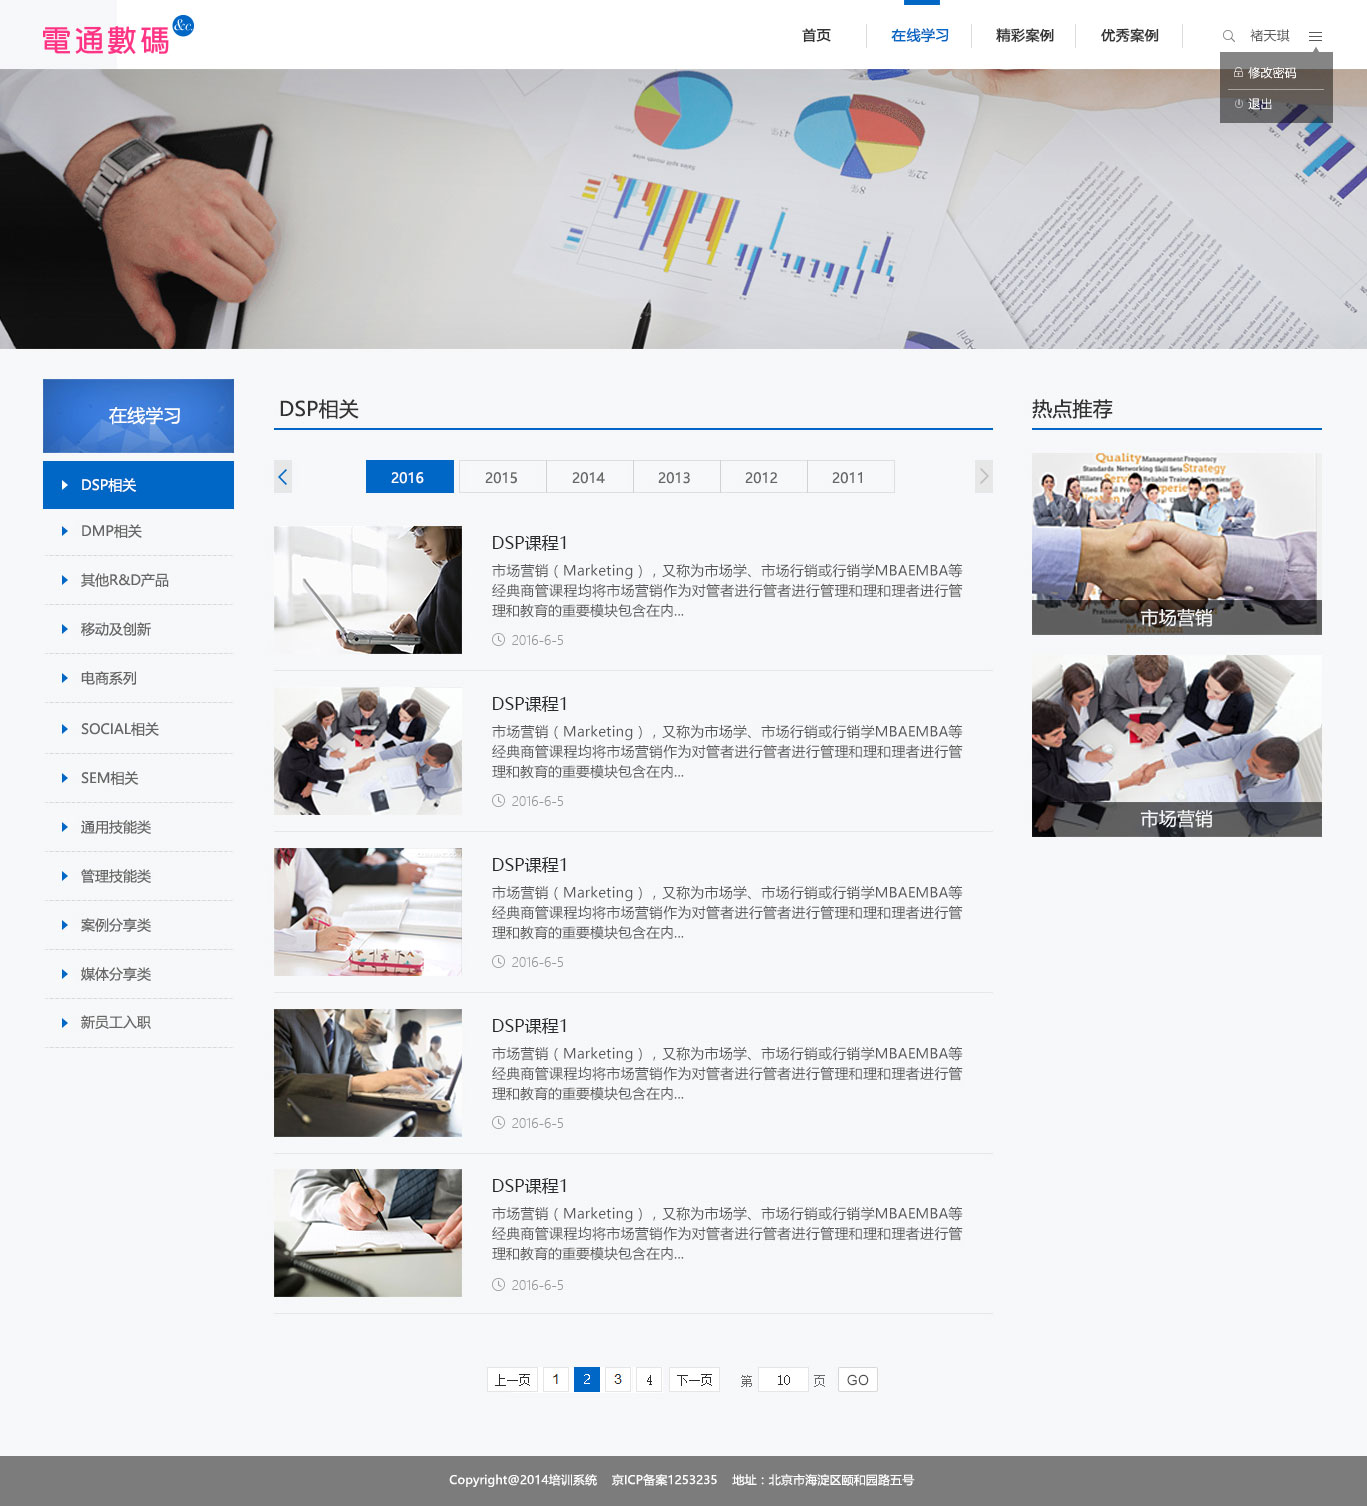 電通數碼 &c.
首页
在线学习
精彩案例
优秀案例
褚天琪
修改密码
退出
22%
8%
在线学习
DSP相关
DMP相关
其他R&D产品
移动及创新
电商系列
SOCIAL相关
SEM相关
通用技能类
管理技能类
案例分享类
媒体分享类
新员工入职
DSP相关
2016
2015
2014
2013
2012
2011
DSP课程1
市场营销（Marketing），又称为市场学、市场行销或行销学MBAEMBA等
经典商管课程均将市场营销作为对管者进行管者进行管理和理和理者进行管
理和教育的重要模块包含在内...
2016-6-5
DSP课程1
市场营销（Marketing），又称为市场学、市场行销或行销学MBAEMBA等
经典商管课程均将市场营销作为对管者进行管者进行管理和理和理者进行管
理和教育的重要模块包含在内...
2016-6-5
DSP课程1
市场营销（Marketing），又称为市场学、市场行销或行销学MBAEMBA等
经典商管课程均将市场营销作为对管者进行管者进行管理和理和理者进行管
理和教育的重要模块包含在内...
2016-6-5
DSP课程1
市场营销（Marketing），又称为市场学、市场行销或行销学MBAEMBA等
经典商管课程均将市场营销作为对管者进行管者进行管理和理和理者进行管
理和教育的重要模块包含在内...
2016-6-5
DSP课程1
市场营销（Marketing），又称为市场学、市场行销或行销学MBAEMBA等
经典商管课程均将市场营销作为对管者进行管者进行管理和理和理者进行管
理和教育的重要模块包含在内...
2016-6-5
上一页 1 2 3 4 下一页 第 10 页 GO
热点推荐
Quality Management Frequency
Standards Networking Skill Sets Strategy
市场营销
市场营销
Copyright@2014培训系统 京ICP备案1253235 地址：北京市海淀区颐和园路五号